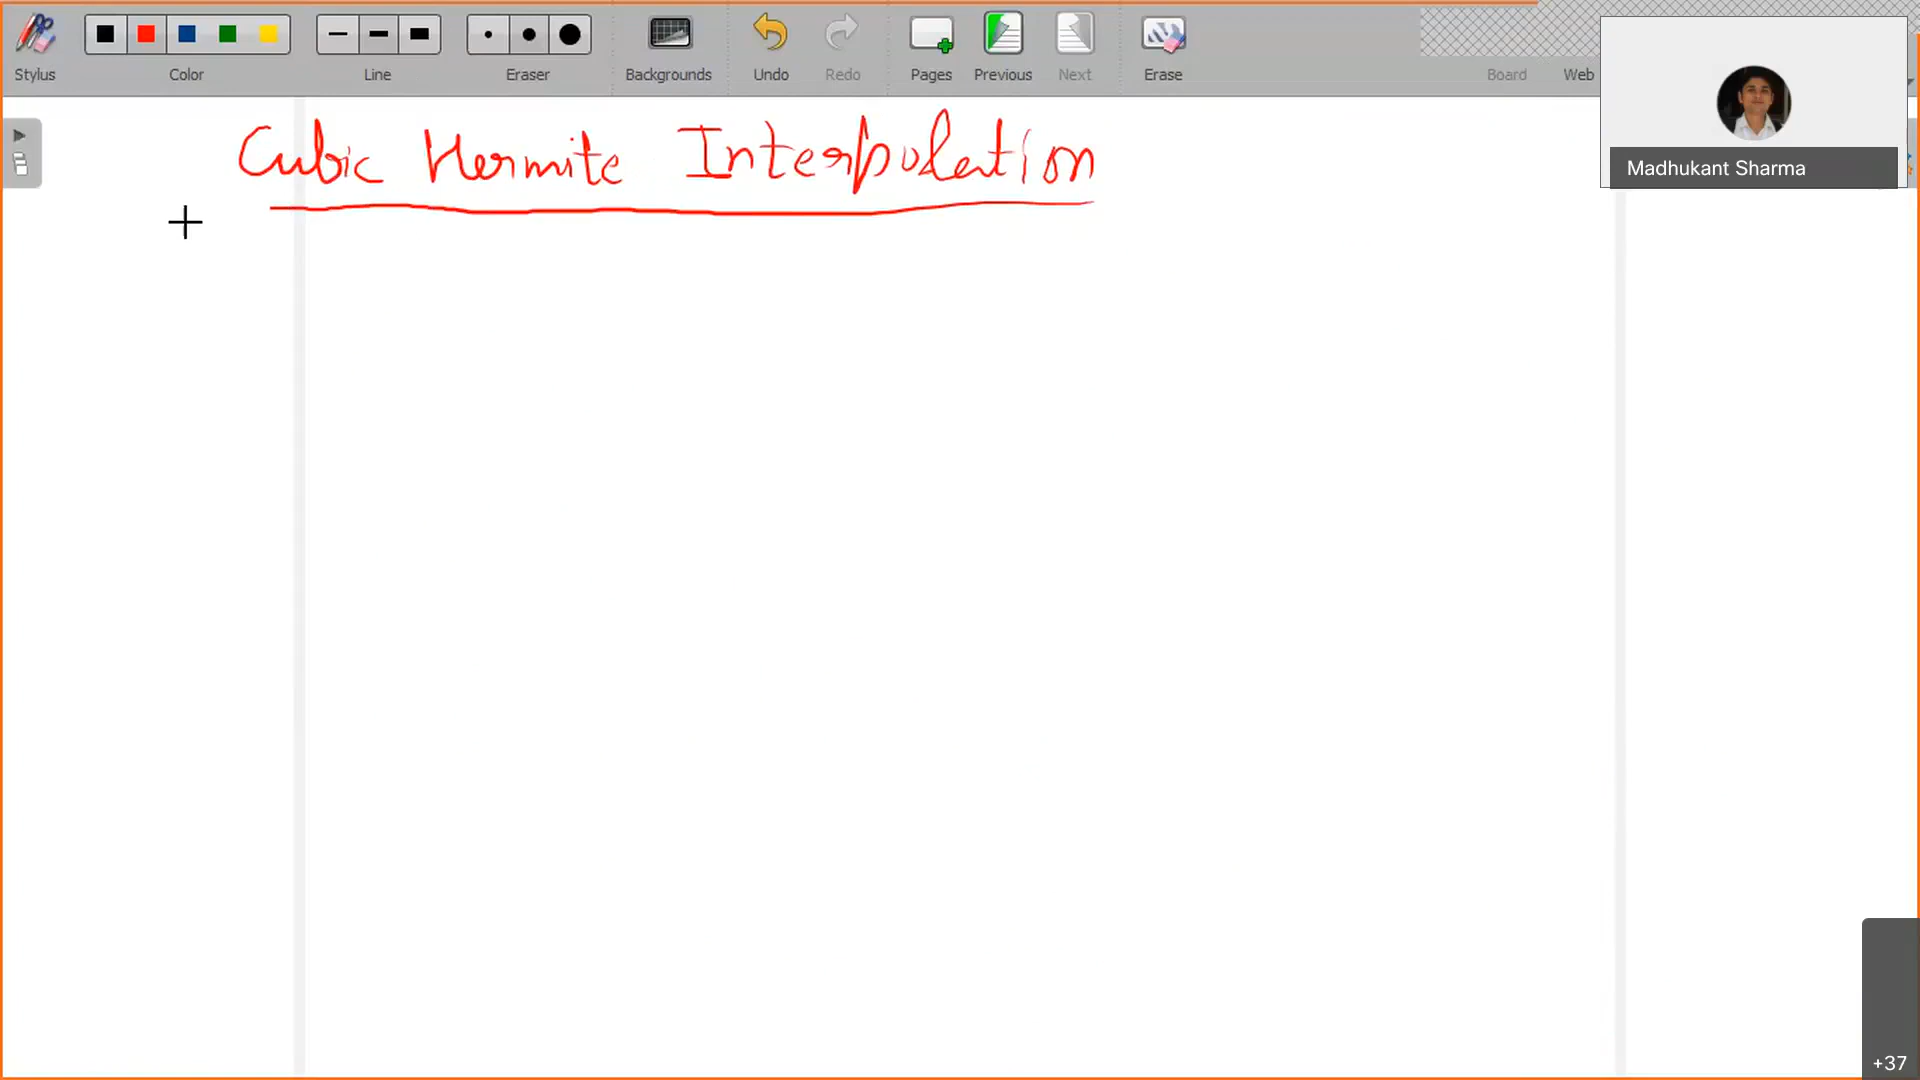 Stylus Color Line Eraser Backgrounds Undo Redo Pages Previous Next Erase Board Web
Madhukant Sharma
Cubic Hermite Interpolation
+37